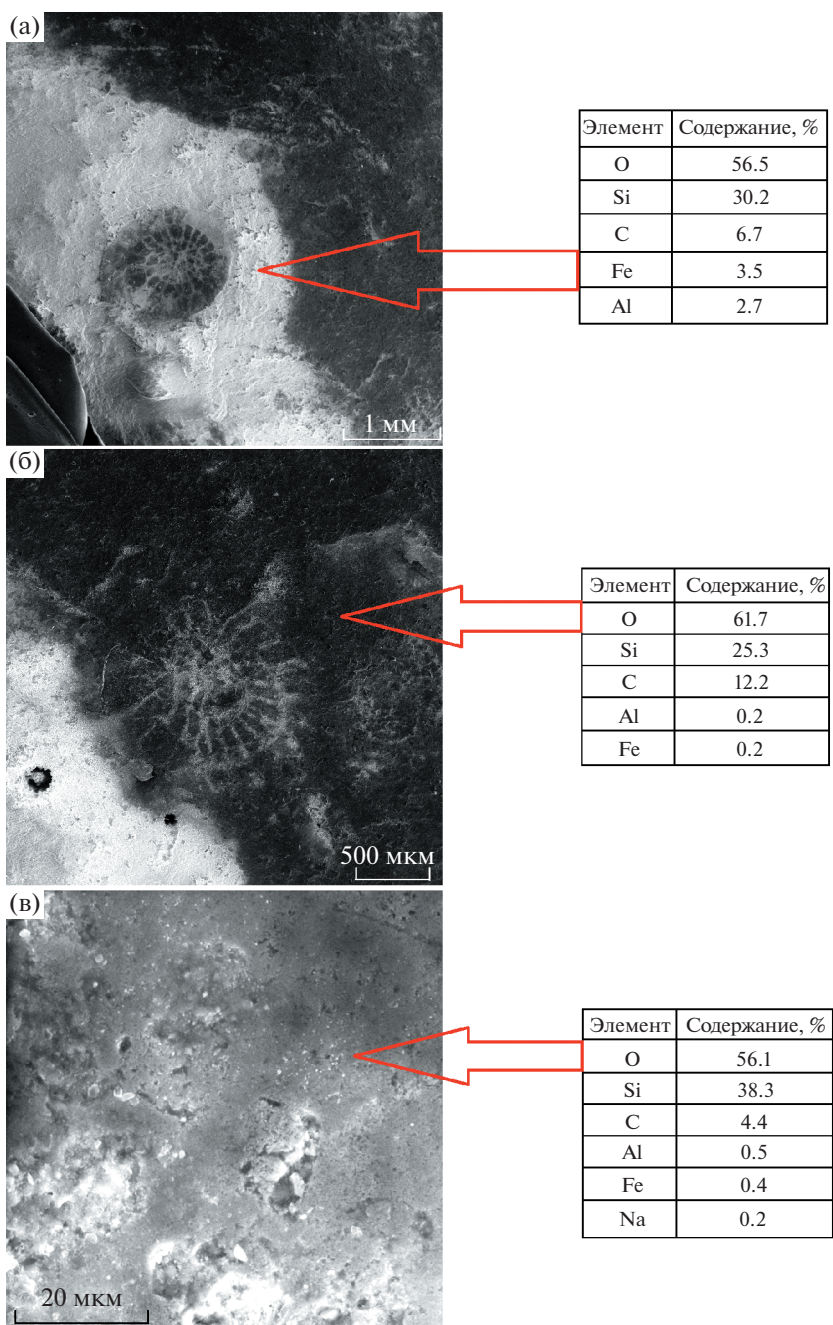 (а)
1 мм
Элемент Содержание, %
O 56.5
Si 30.2
C 6.7
Fe 3.5
Al 2.7
(б)
500 мкм
Элемент Содержание, %
O 61.7
Si 25.3
C 12.2
Al 0.2
Fe 0.2
(в)
20 мкм
Элемент Содержание, %
O 56.1
Si 38.3
C 4.4
Al 0.5
Fe 0.4
Na 0.2